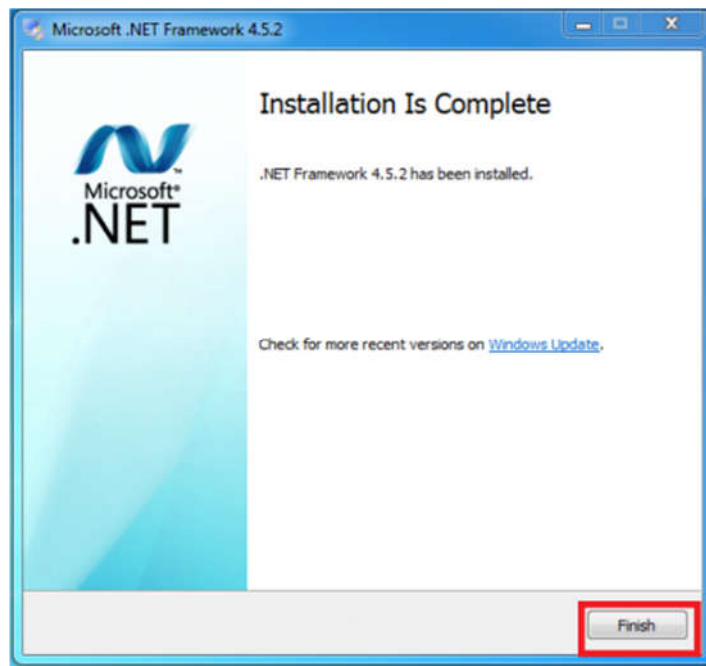 Microsoft .NET Framework 4.5.2
Installation Is Complete
Microsoft®
.NET™
.NET Framework 4.5.2 has been installed.
Check for more recent versions on Windows Update.
Finish